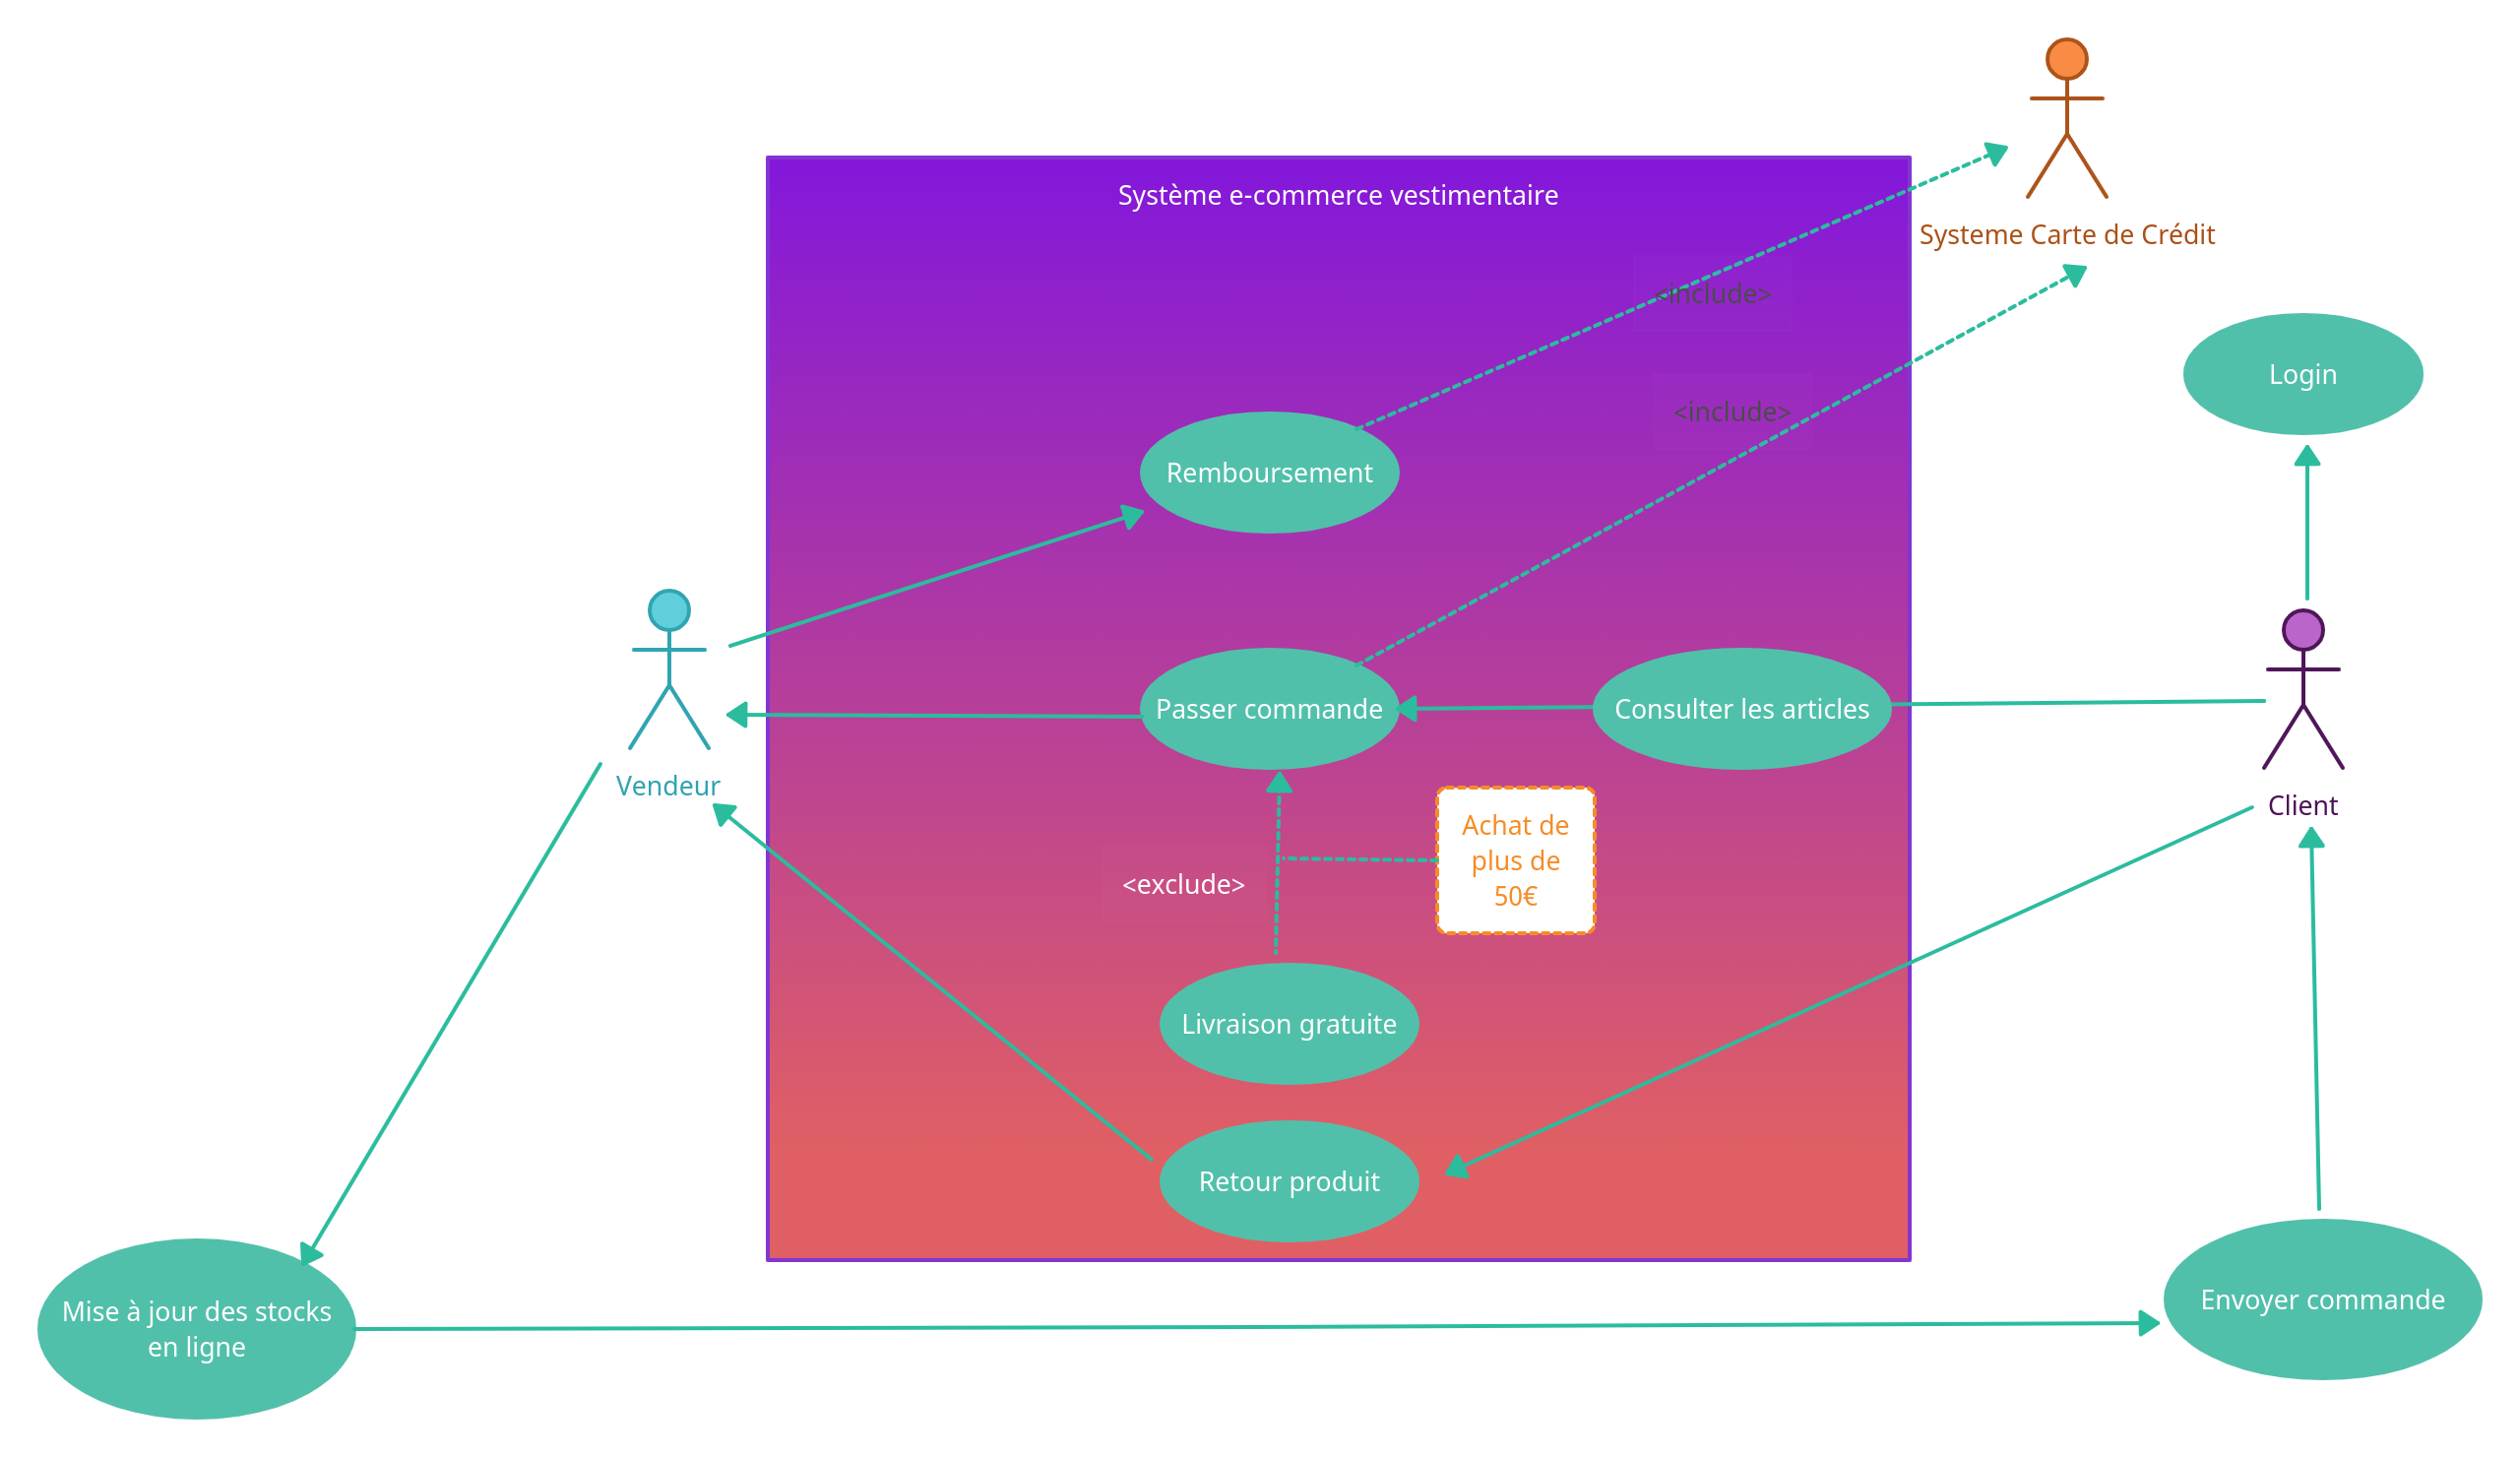 Système e-commerce vestimentaire
Systeme Carte de Crédit
<include>
Login
<include>
Remboursement
Passer commande
Consulter les articles
Vendeur
Client
Achat de
plus de
50€
<exclude>
Livraison gratuite
Retour produit
Mise à jour des stocks
en ligne
Envoyer commande